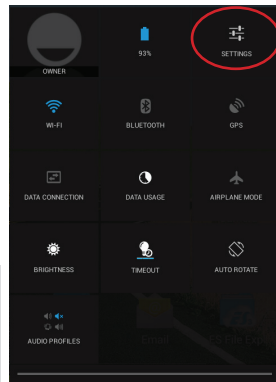 OWNER
93%
SETTINGS
WI-FI
BLUETOOTH
GPS
DATA CONNECTION
DATA USAGE
AIRPLANE MODE
BRIGHTNESS
TIMEOUT
AUTO ROTATE
AUDIO PROFILES
Email